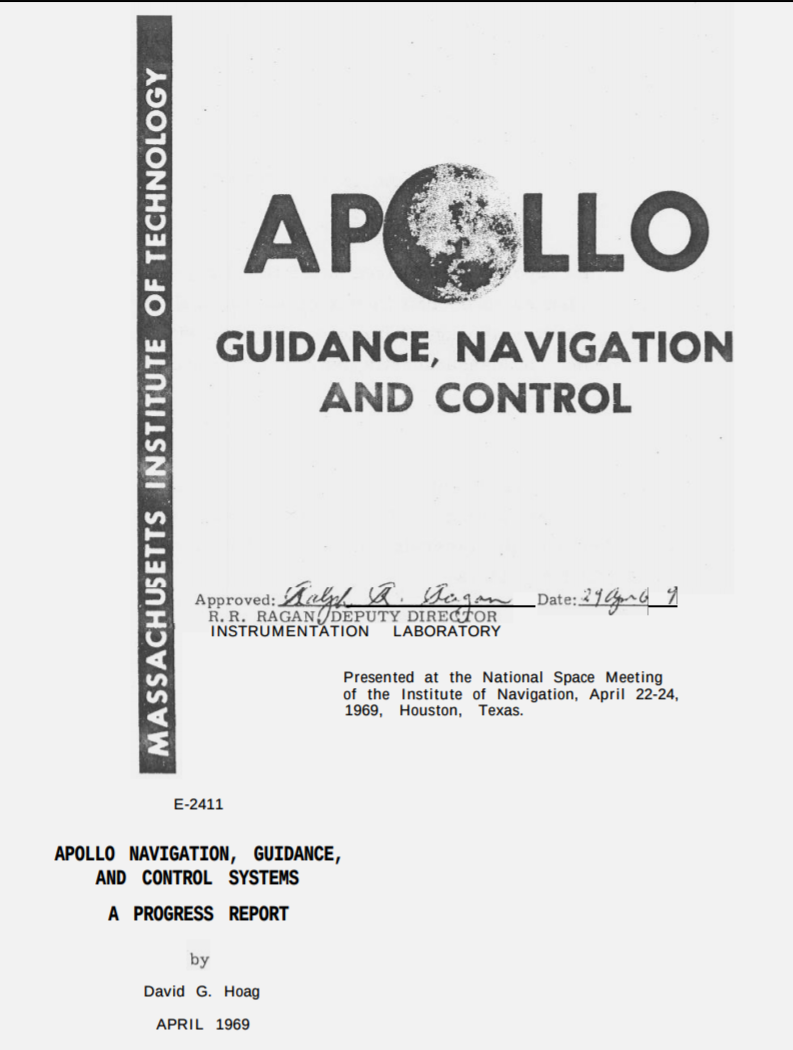 MASSACHUSETTS INSTITUTE OF TECHNOLOGY
APOLLO
GUIDANCE, NAVIGATION
AND CONTROL
Approved: Ralph R. Ragan Date: 29 Apr 69
R. R. RAGAN, DEPUTY DIRECTOR
INSTRUMENTATION LABORATORY
Presented at the National Space Meeting
of the Institute of Navigation, April 22-24,
1969, Houston, Texas.
E-2411
APOLLO NAVIGATION, GUIDANCE,
AND CONTROL SYSTEMS
A PROGRESS REPORT
by
David G. Hoag
APRIL 1969